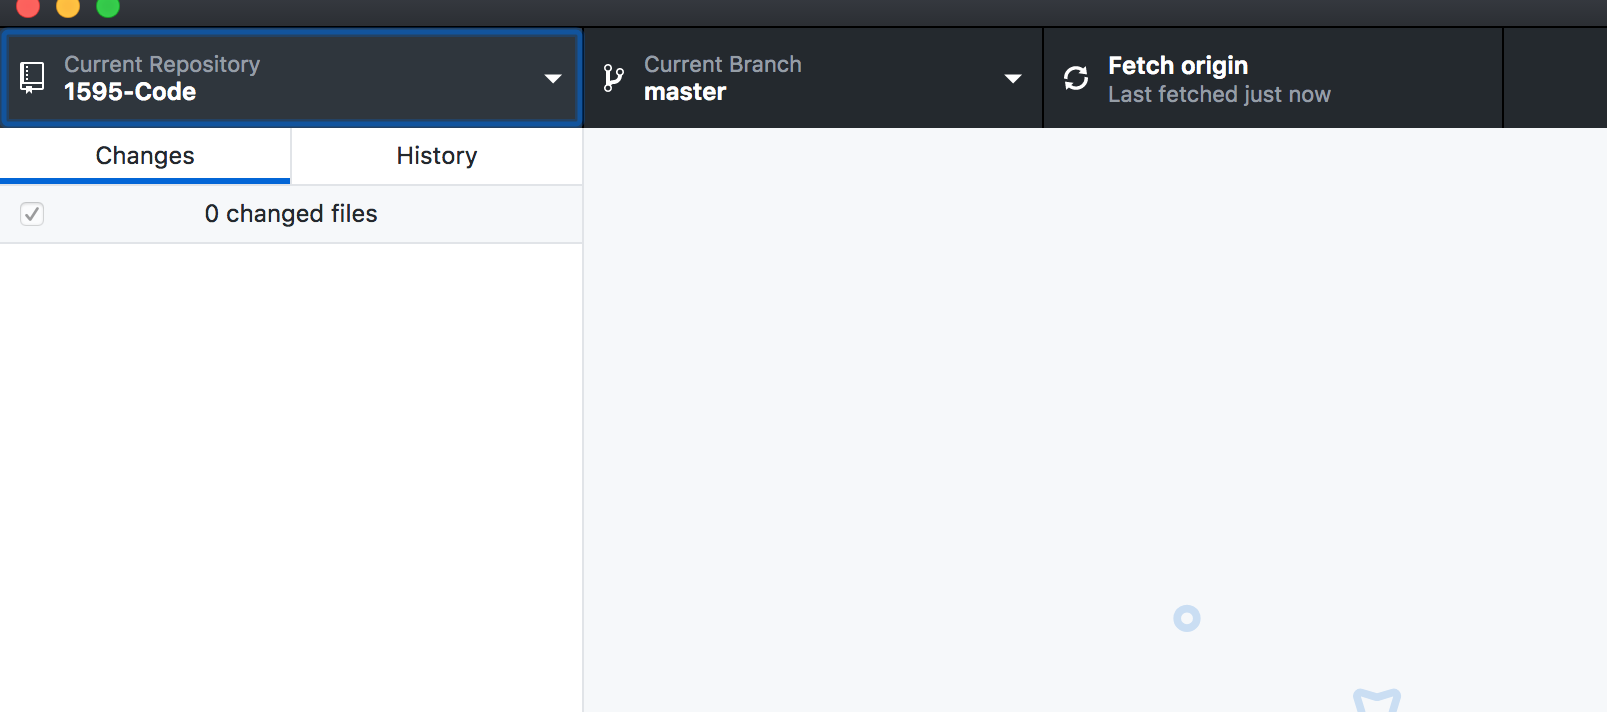 Current Repository
1595-Code
Current Branch
master
Fetch origin
Last fetched just now
Changes
History
0 changed files